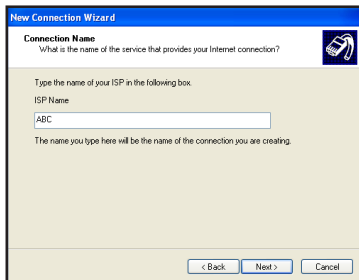 New Connection Wizard
Connection Name
What is the name of the service that provides your Internet connection?
Type the name of your ISP in the following box.
ISP Name
ABC
The name you type here will be the name of the connection you are creating.
< Back
Next >
Cancel